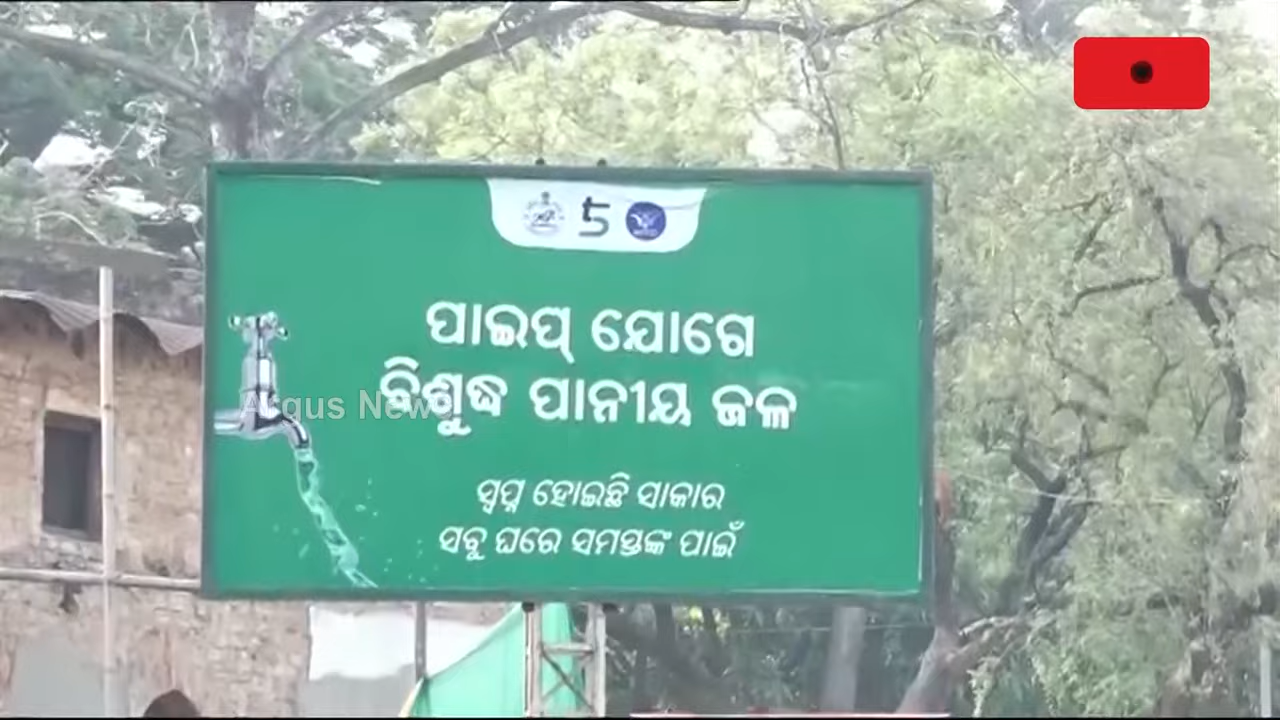 5
ପାଇପ୍ ଯୋଗେ
ବିଶୁଦ୍ଧ ପାନୀୟ ଜଳ
Argus News
ସ୍ୱପ୍ନ ହୋଇଛି ସାକାର
ସବୁ ଘରେ ସମସ୍ତଙ୍କ ପାଇଁ